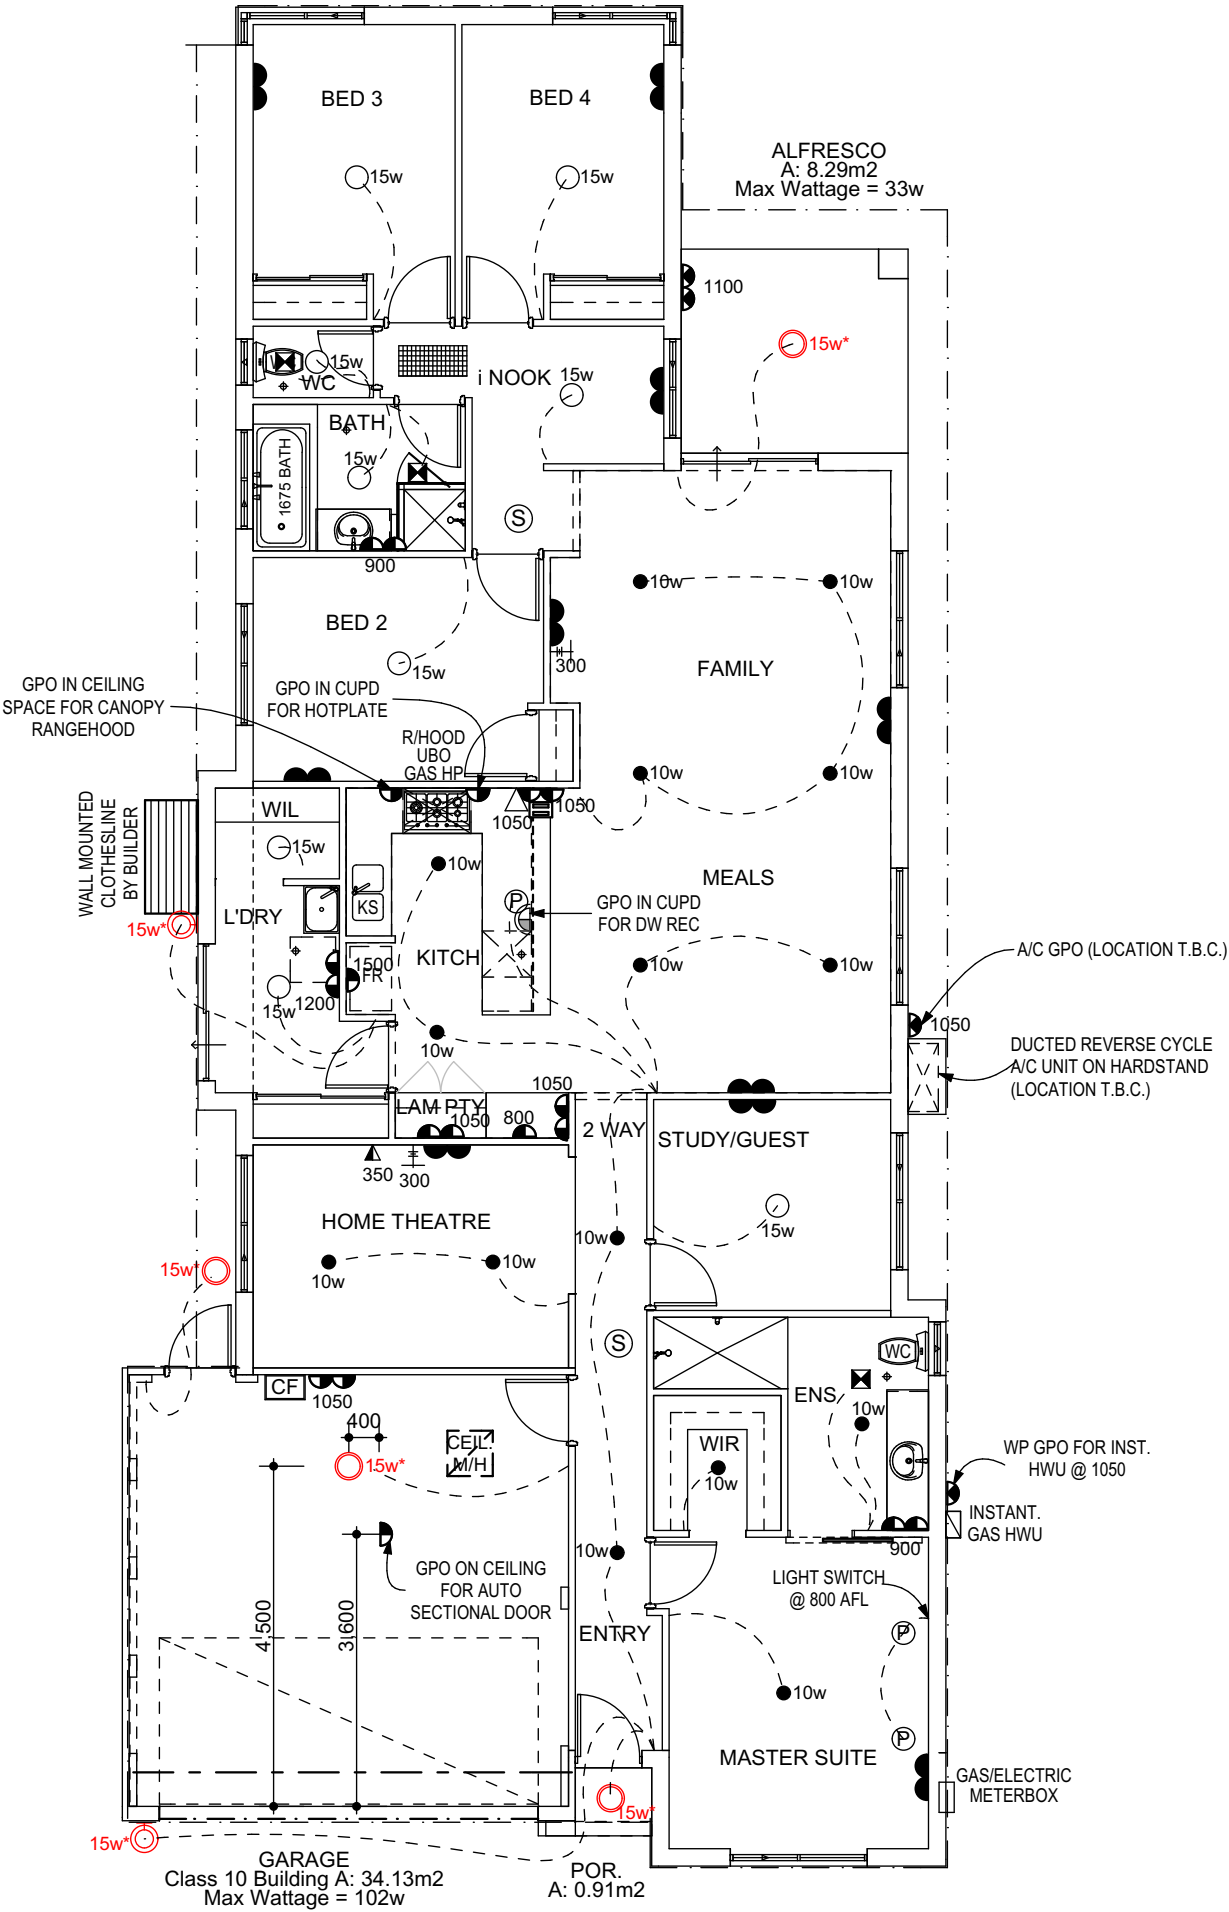 BED 3
BED 4
15w
15w
ALFRESCO
A: 8.29m2
Max Wattage = 33w
1100
15w*
15w
WC
i NOOK
15w
BATH
15w
1675 BATH
S
900
10w
10w
BED 2
15w
300
FAMILY
GPO IN CEILING
SPACE FOR CANOPY
RANGEHOOD
GPO IN CUPD
FOR HOTPLATE
R/HOOD
UBO
GAS HP
10w
10w
1050
1050
WALL MOUNTED
CLOTHESLINE
BY BUILDER
WIL
15w
10w
MEALS
KS
P
GPO IN CUPD
FOR DW REC
L'DRY
15w*
KITCH
1500
FR
10w
10w
15w
1200
10w
A/C GPO (LOCATION T.B.C.)
1050
DUCTED REVERSE CYCLE
A/C UNIT ON HARDSTAND
(LOCATION T.B.C.)
1050
LAM PTY
1050
800
2 WAY
STUDY/GUEST
350
300
HOME THEATRE
15w
10w
10w
10w
15w*
S
WC
CF
1050
ENS
400
10w
CEIL.
M/H
15w*
WIR
10w
WP GPO FOR INST.
HWU @ 1050
INSTANT.
GAS HWU
900
10w
GPO ON CEILING
FOR AUTO
SECTIONAL DOOR
LIGHT SWITCH
@ 800 AFL
4,500
3,600
ENTRY
P
10w
P
MASTER SUITE
GAS/ELECTRIC
METERBOX
15w*
15w*
GARAGE
Class 10 Building A: 34.13m2
Max Wattage = 102w
POR.
A: 0.91m2